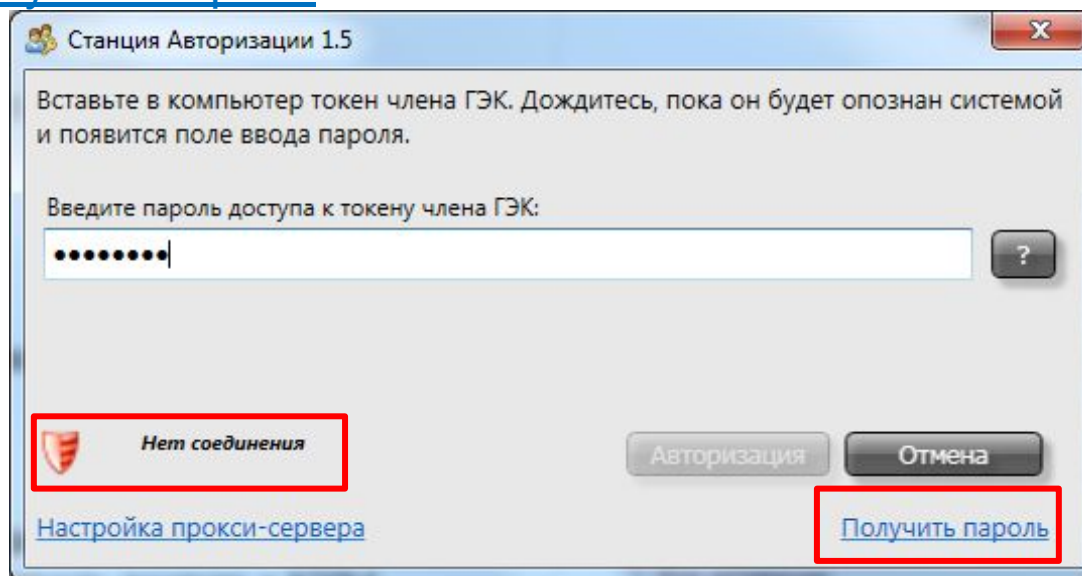 Станция Авторизации 1.5
Вставьте в компьютер токен члена ГЭК. Дождитесь, пока он будет опознан системой
и появится поле ввода пароля.
Введите пароль доступа к токену члена ГЭК:
••••••••
?
Нет соединения
Авторизация
Отмена
Настройка прокси-сервера
Получить пароль